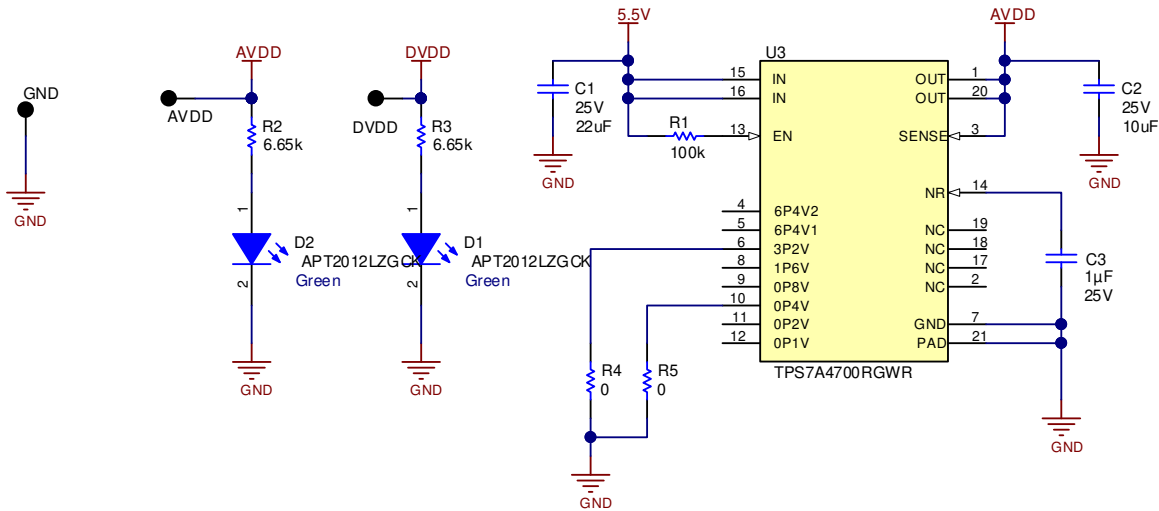 GND
GND
AVDD
AVDD
R2
6.65k
1
D2
APT2012LZGCK
Green
2
GND
DVDD
DVDD
R3
6.65k
1
D1
APT2012LZGCK
Green
2
GND
5.5V
C1
25V
22uF
GND
R1
100k
U3
15 IN
16 IN
13 EN
4 6P4V2
5 6P4V1
6 3P2V
8 1P6V
9 0P8V
10 0P4V
11 0P2V
12 0P1V
OUT 1
OUT 20
SENSE 3
NR 14
NC 19
NC 18
NC 17
NC 2
GND 7
PAD 21
TPS7A4700RGWR
R4
0
R5
0
GND
AVDD
C2
25V
10uF
GND
C3
1µF
25V
GND